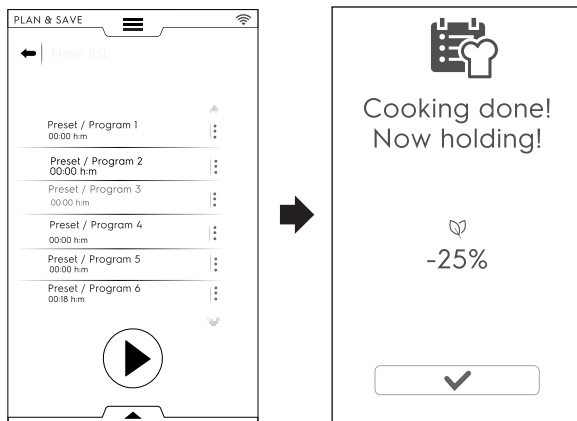 PLAN & SAVE
New list
Preset / Program 1
00:00 h:m
Preset / Program 2
00:00 h:m
Preset / Program 3
00:00 h:m
Preset / Program 4
00:00 h:m
Preset / Program 5
00:00 h:m
Preset / Program 6
00:18 h:m
Cooking done!
Now holding!
-25%